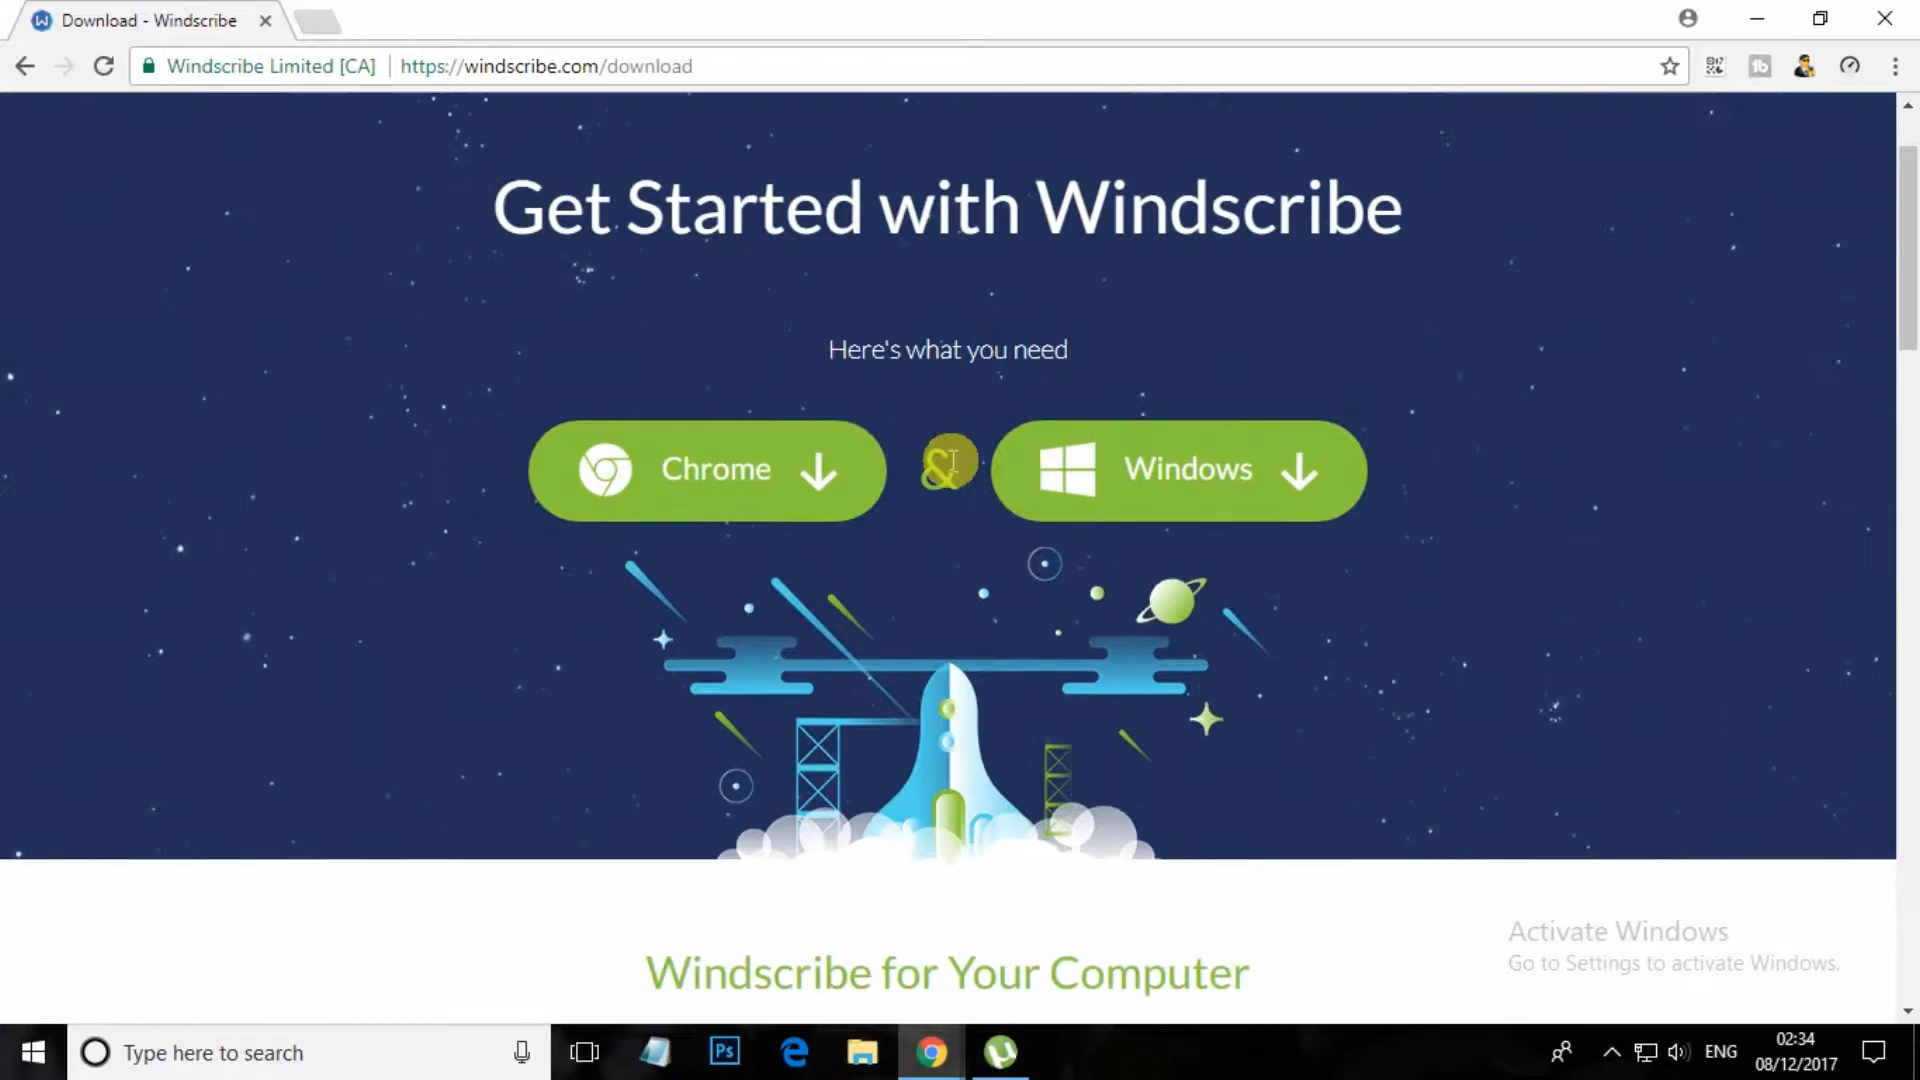 Download - Windscribe
Windscribe Limited [CA]
https://windscribe.com/download
Get Started with Windscribe
Here's what you need
Chrome
&
Windows
Windscribe for Your Computer
Activate Windows
Go to Settings to activate Windows.
Type here to search
Ps
ENG
02:34
08/12/2017